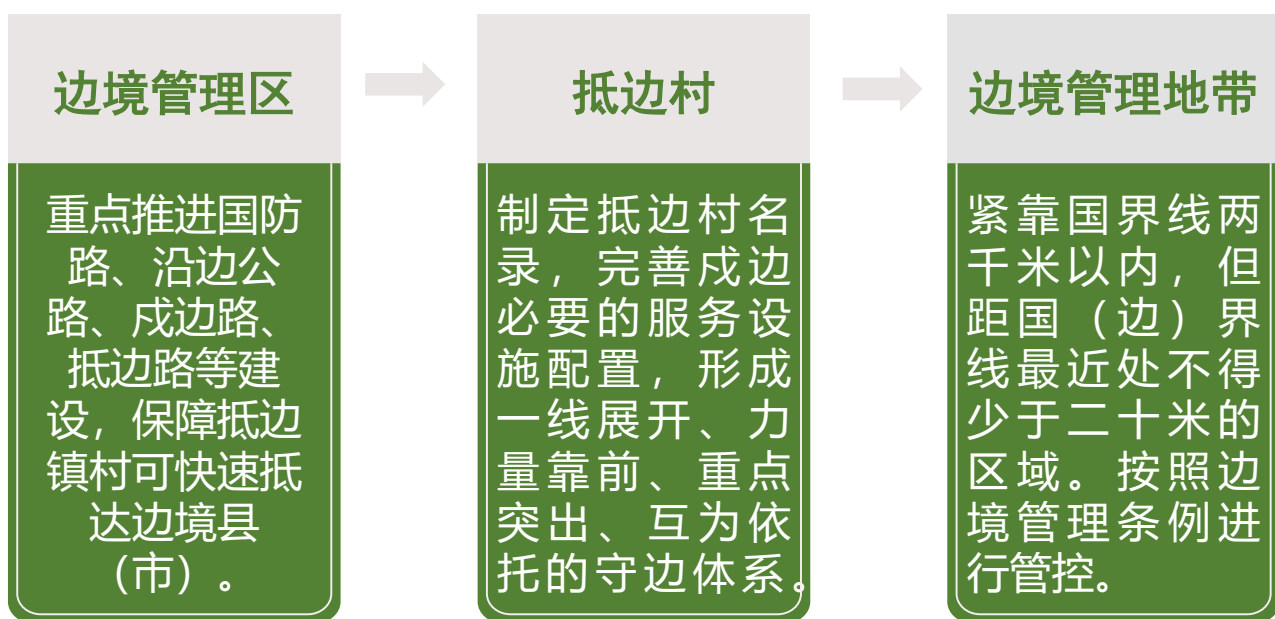 边境管理区
重点推进国防
路、沿边公
路、戍边路、
抵边路等建
设，保障抵边
镇村可快速抵
达边境县
（市）。
抵边村
制定抵边村名
录，完善戍边
必要的服务设
施配置，形成
一线展开、力
量靠前、重点
突出、互为依
托的守边体系。
边境管理地带
紧靠国界线两
千米以内，但
距国（边）界
线最近处不得
少于二十米的
区域。按照边
境管理条例进
行管控。